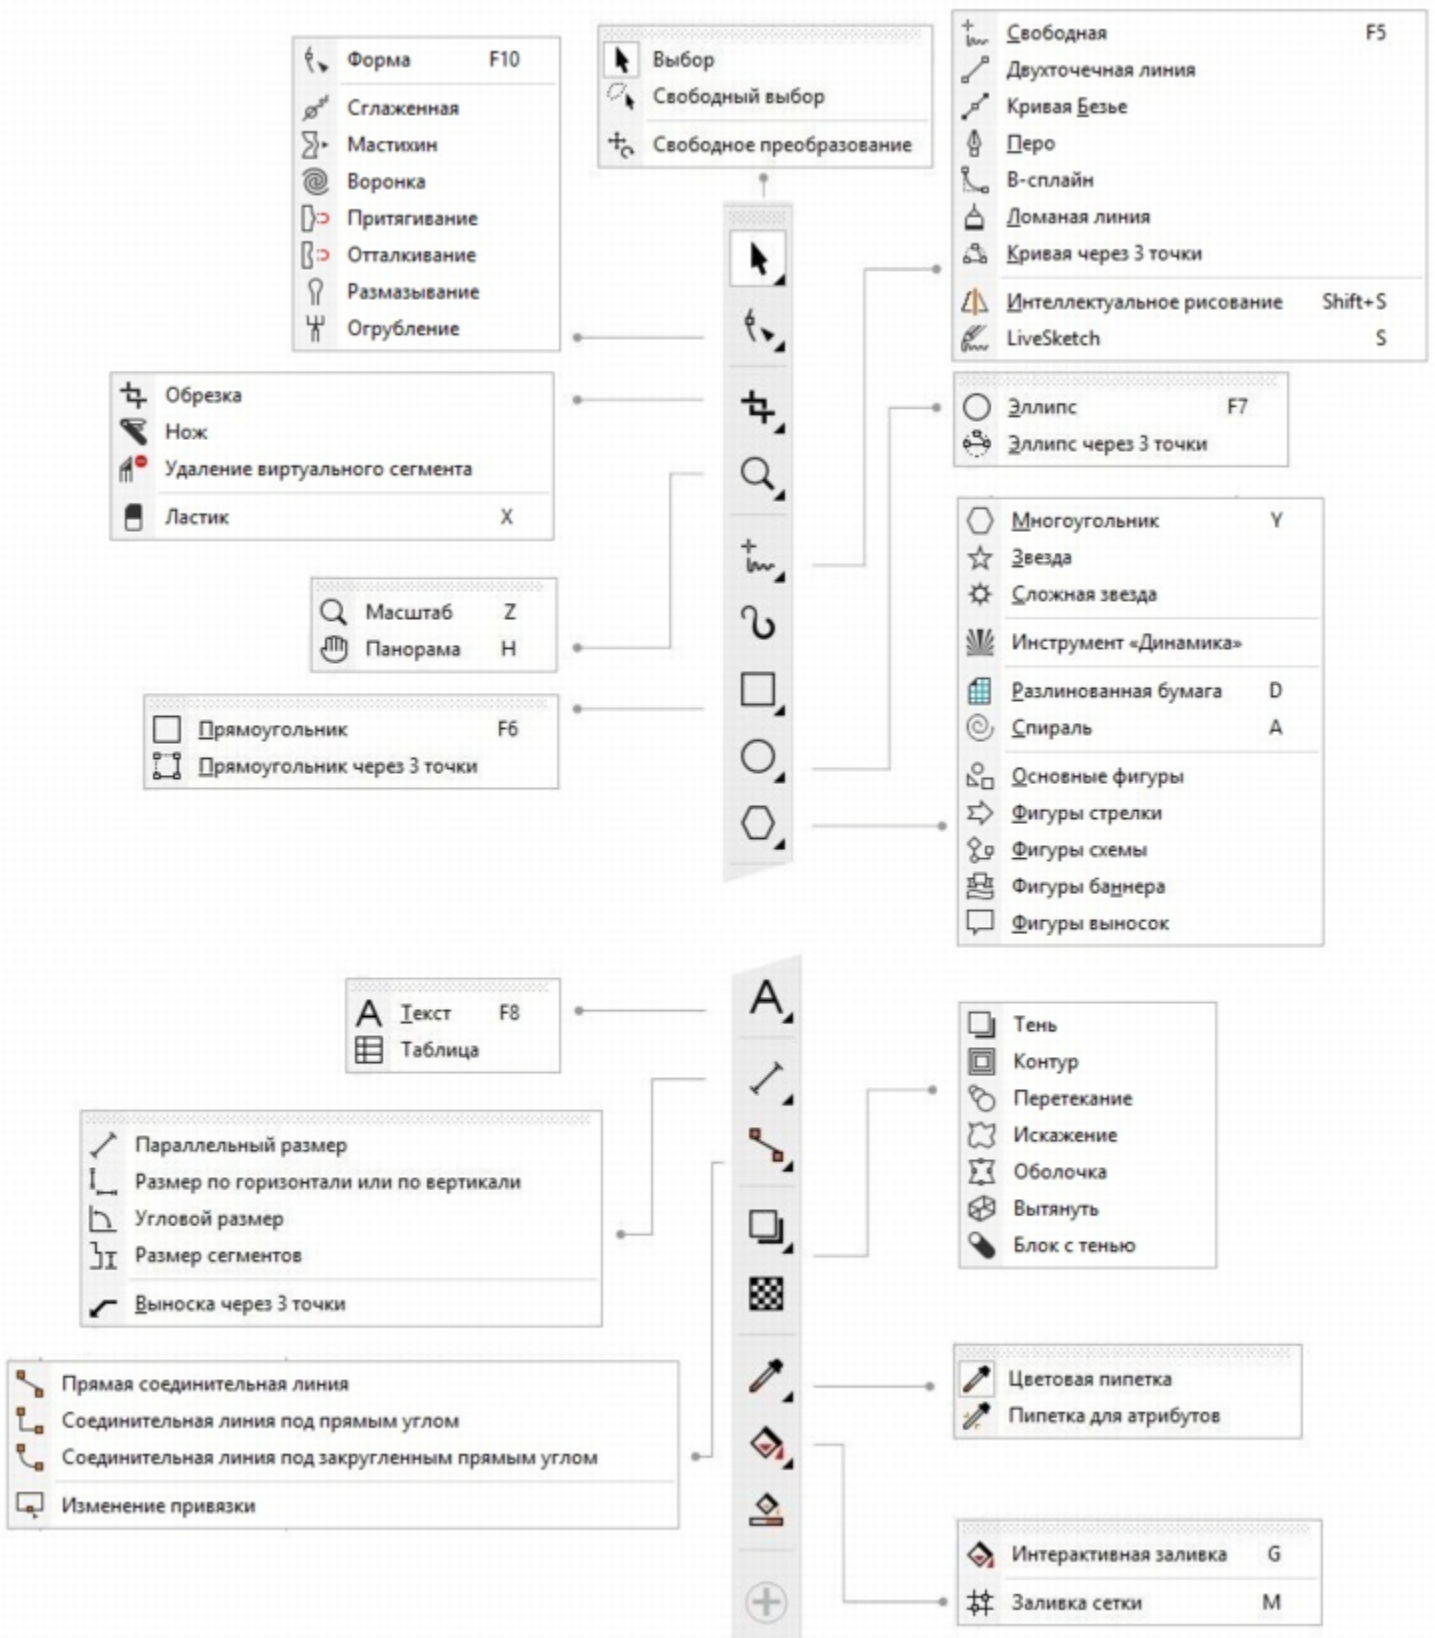 Форма F10
Сглаженная
Мастихин
Воронка
Притягивание
Отталкивание
Размазывание
Огрубление
Выбор
Свободный выбор
Свободное преобразование
Свободная F5
Двухточечная линия
Кривая Безье
Перо
В-сплайн
Ломаная линия
Кривая через 3 точки
Интеллектуальное рисование Shift+S
LiveSketch S
Обрезка
Нож
Удаление виртуального сегмента
Ластик X
Эллипс F7
Эллипс через 3 точки
Масштаб Z
Панорама H
Многоугольник Y
Звезда
Сложная звезда
Инструмент «Динамика»
Разлинованная бумага D
Спираль A
Основные фигуры
Фигуры стрелки
Фигуры схемы
Фигуры баннера
Фигуры выносок
Прямоугольник F6
Прямоугольник через 3 точки
Текст F8
Таблица
Тень
Контур
Перетекание
Искажение
Оболочка
Вытянуть
Блок с тенью
Параллельный размер
Размер по горизонтали или по вертикали
Угловой размер
Размер сегментов
Выноска через 3 точки
Прямая соединительная линия
Соединительная линия под прямым углом
Соединительная линия под закругленным прямым углом
Изменение привязки
Цветовая пипетка
Пипетка для атрибутов
Интерактивная заливка G
Заливка сетки M